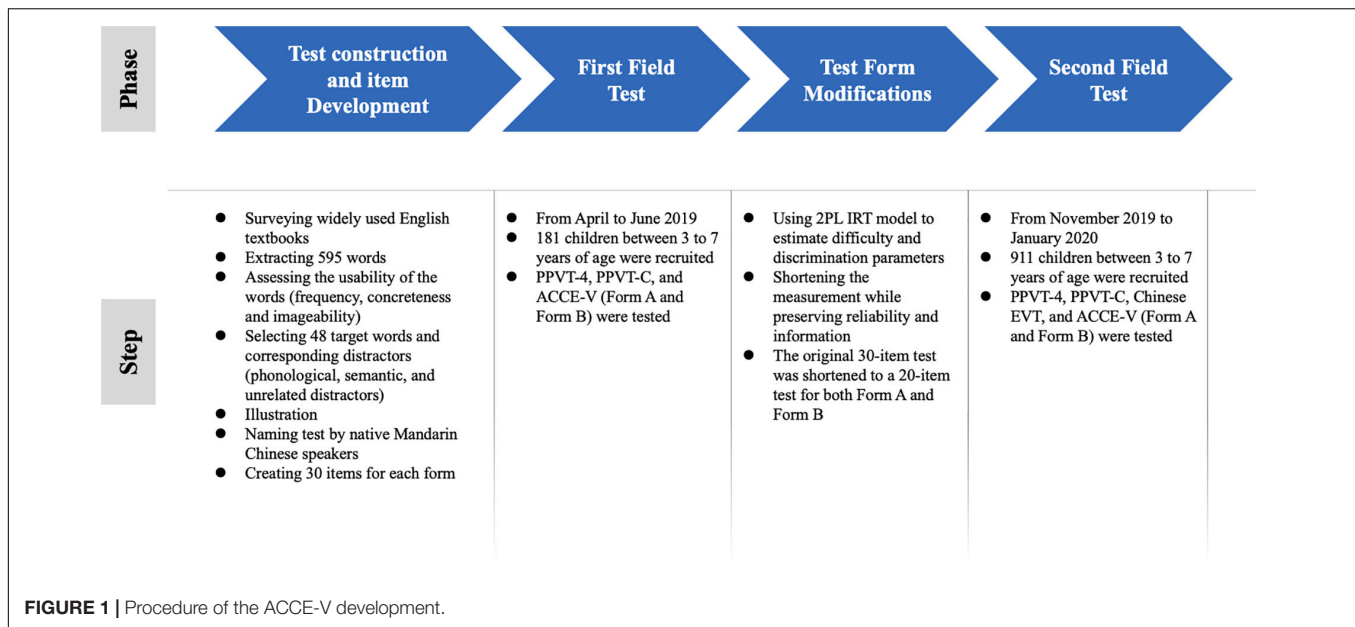 Phase
Test construction
and item
Development
First Field
Test
Test Form
Modifications
Second Field
Test
Step
● Surveying widely used English
textbooks
● Extracting 595 words
● Assessing the usability of the
words (frequency, concreteness
and imageability)
● Selecting 48 target words and
corresponding distractors
(phonological, semantic, and
unrelated distractors)
● Illustration
● Naming test by native Mandarin
Chinese speakers
● Creating 30 items for each form
● From April to June 2019
● 181 children between 3 to 7
years of age were recruited
● PPVT-4, PPVT-C, and
ACCE-V (Form A and
Form B) were tested
● Using 2PL IRT model to
estimate difficulty and
discrimination parameters
● Shortening the
measurement while
preserving reliability and
information
● The original 30-item test
was shortened to a 20-item
test for both Form A and
Form B
● From November 2019 to
January 2020
● 911 children between 3 to 7
years of age were recruited
● PPVT-4, PPVT-C, Chinese
EVT, and ACCE-V (Form A
and Form B) were tested
FIGURE 1 | Procedure of the ACCE-V development.